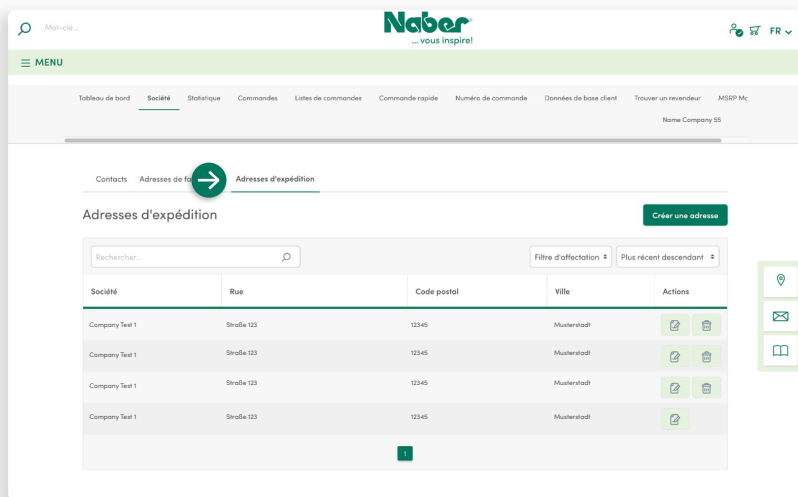 Mot-clé...
Naber®
... vous inspire!
FR
MENU
Tableau de bord Société Statistique Commandes Listes de commandes Commande rapide Numéro de commande Données de base client Trouver un revendeur MSRP Mc
Name Company 55
Contacts Adresses de fa Adresses d'expédition
Adresses d'expédition
Créer une adresse
Rechercher... Filtre d'affectation Plus récent descendant
Société Rue Code postal Ville Actions
Company Test 1 Straße 123 12345 Musterstadt
Company Test 1 Straße 123 12345 Musterstadt
Company Test 1 Straße 123 12345 Musterstadt
Company Test 1 Straße 123 12345 Musterstadt
1